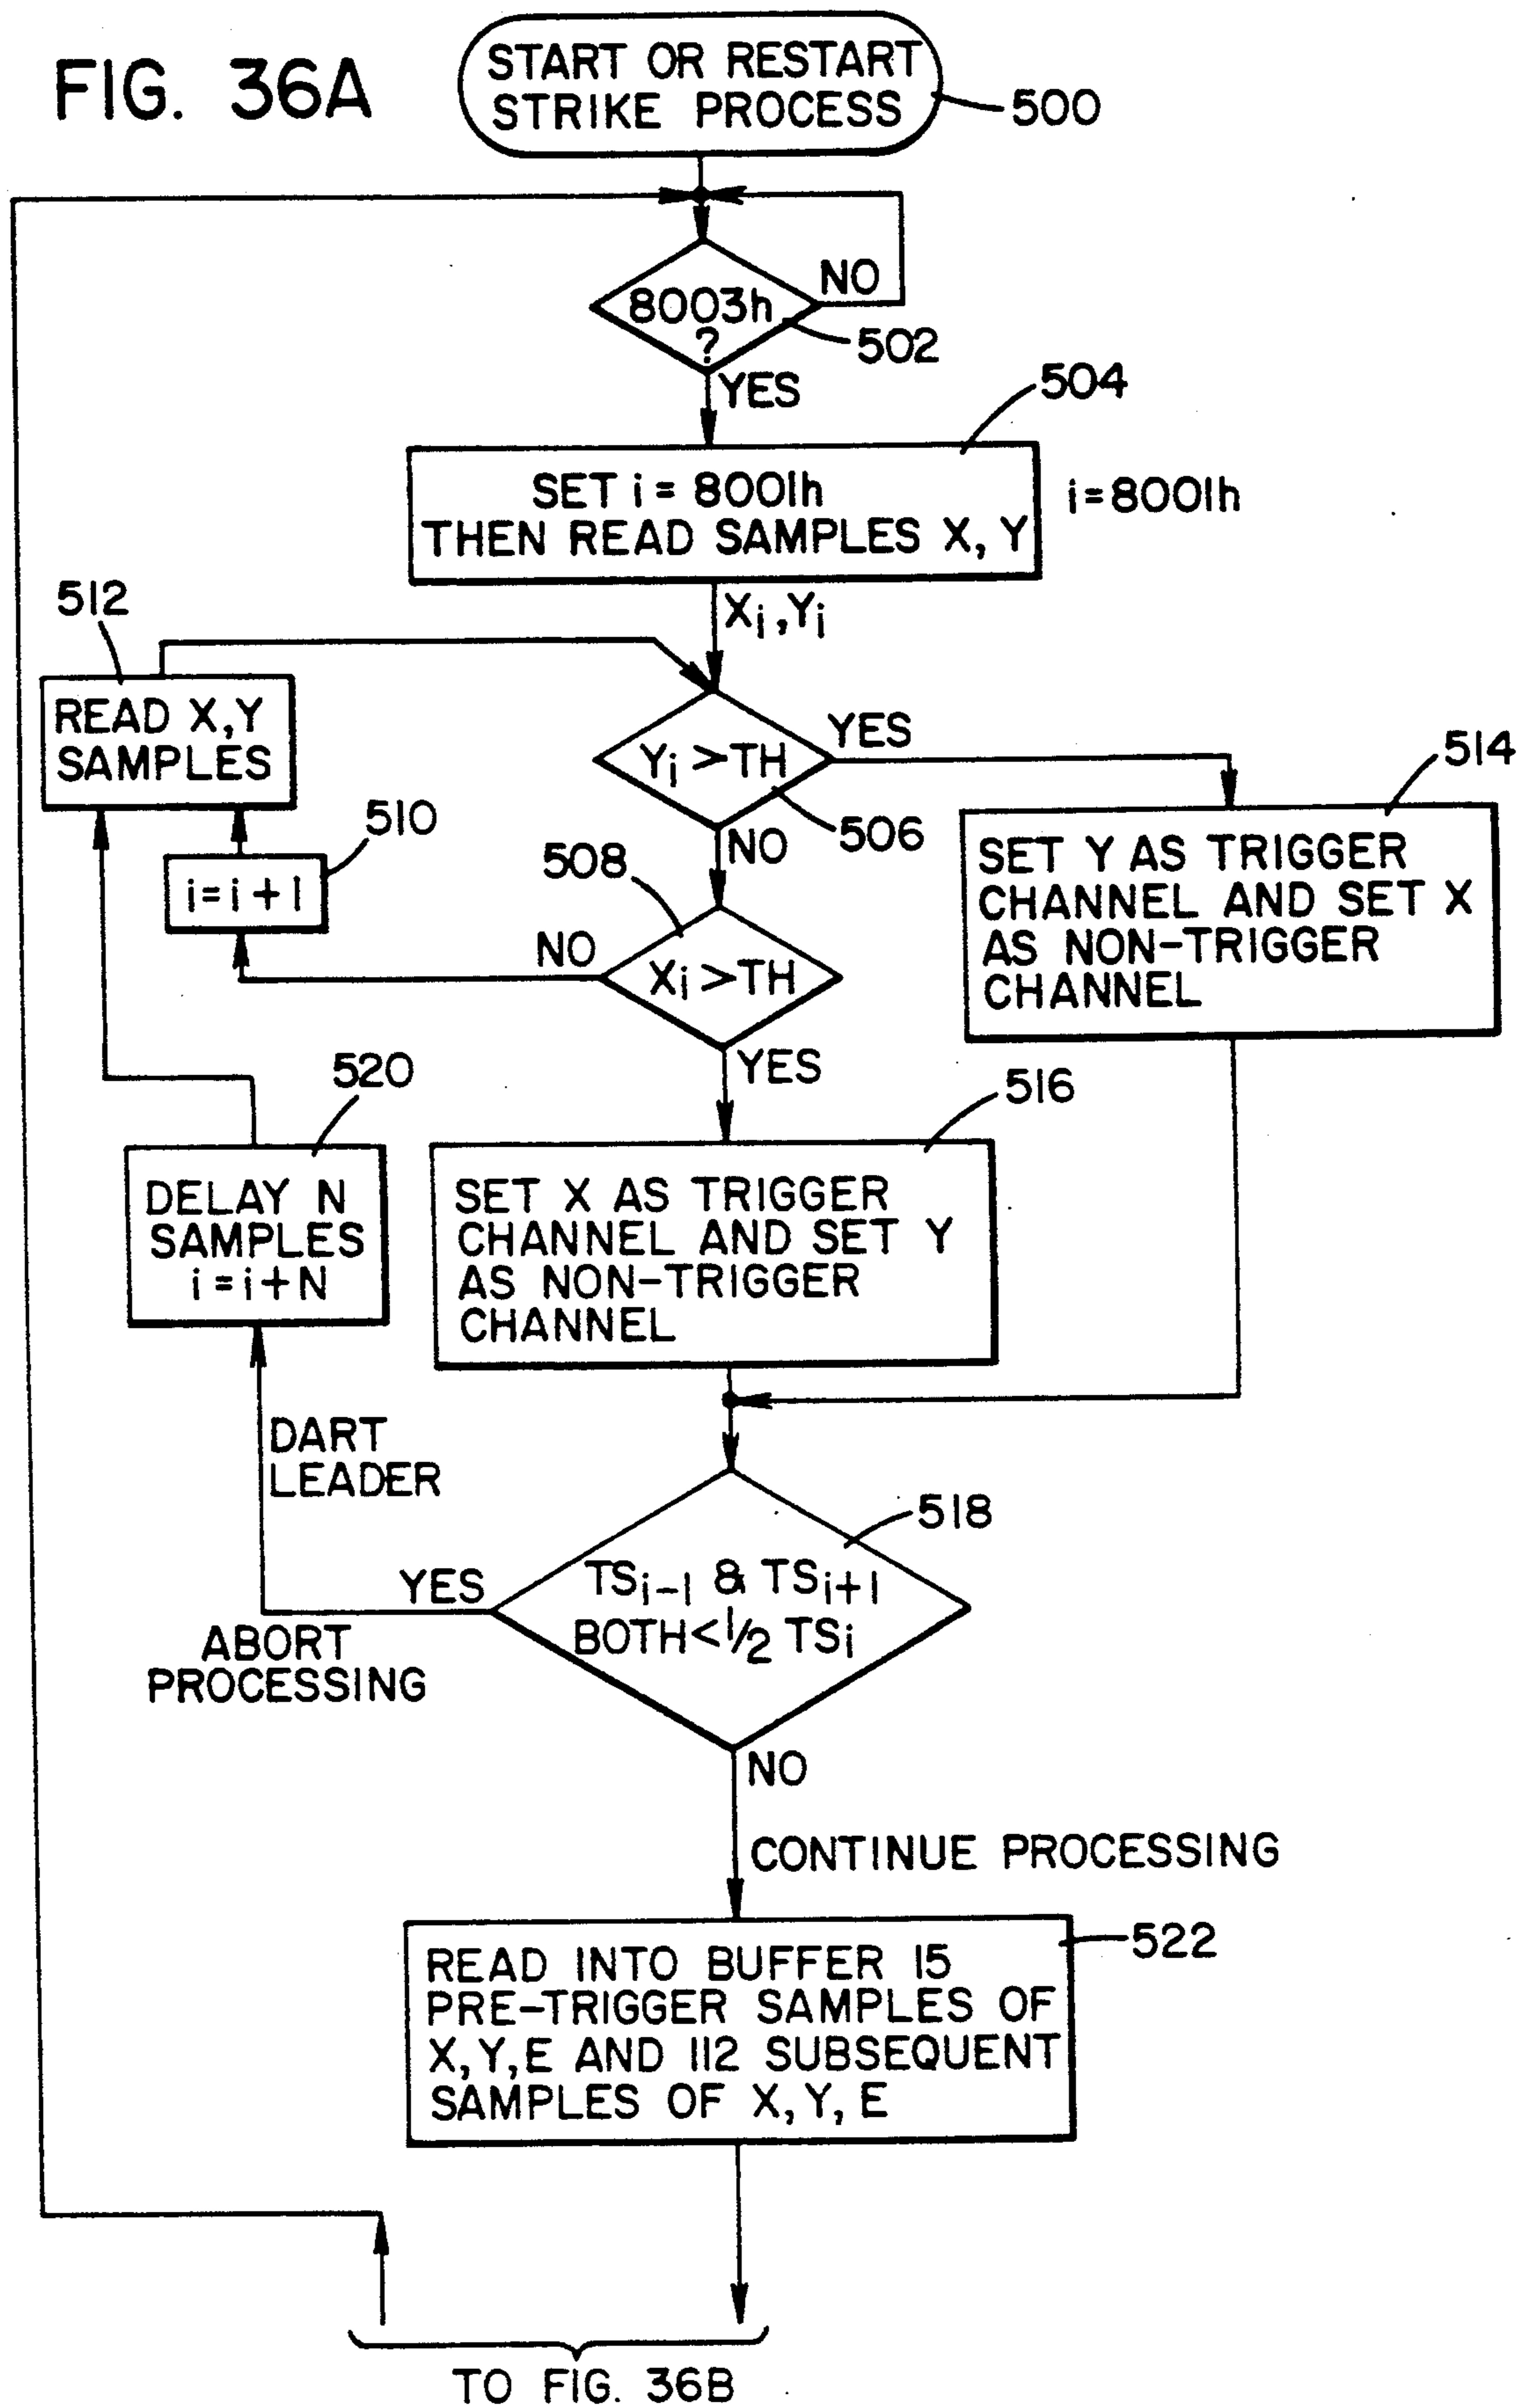 FIG. 36A
START OR RESTART
STRIKE PROCESS
500
NO
8003h
?
502
YES
504
SET i = 8001h
THEN READ SAMPLES X, Y
i = 8001h
Xi, Yi
512
READ X, Y
SAMPLES
Yi > TH
YES
506
514
NO
510
i = i + 1
508
NO
Xi > TH
SET Y AS TRIGGER
CHANNEL AND SET X
AS NON-TRIGGER
CHANNEL
YES
520
516
DELAY N
SAMPLES
i = i + N
SET X AS TRIGGER
CHANNEL AND SET Y
AS NON-TRIGGER
CHANNEL
DART
LEADER
518
YES
TSi-1 & TSi+1
BOTH < 1/2 TSi
ABORT
PROCESSING
NO
CONTINUE PROCESSING
522
READ INTO BUFFER 15
PRE-TRIGGER SAMPLES OF
X, Y, E AND 112 SUBSEQUENT
SAMPLES OF X, Y, E
TO FIG. 36B